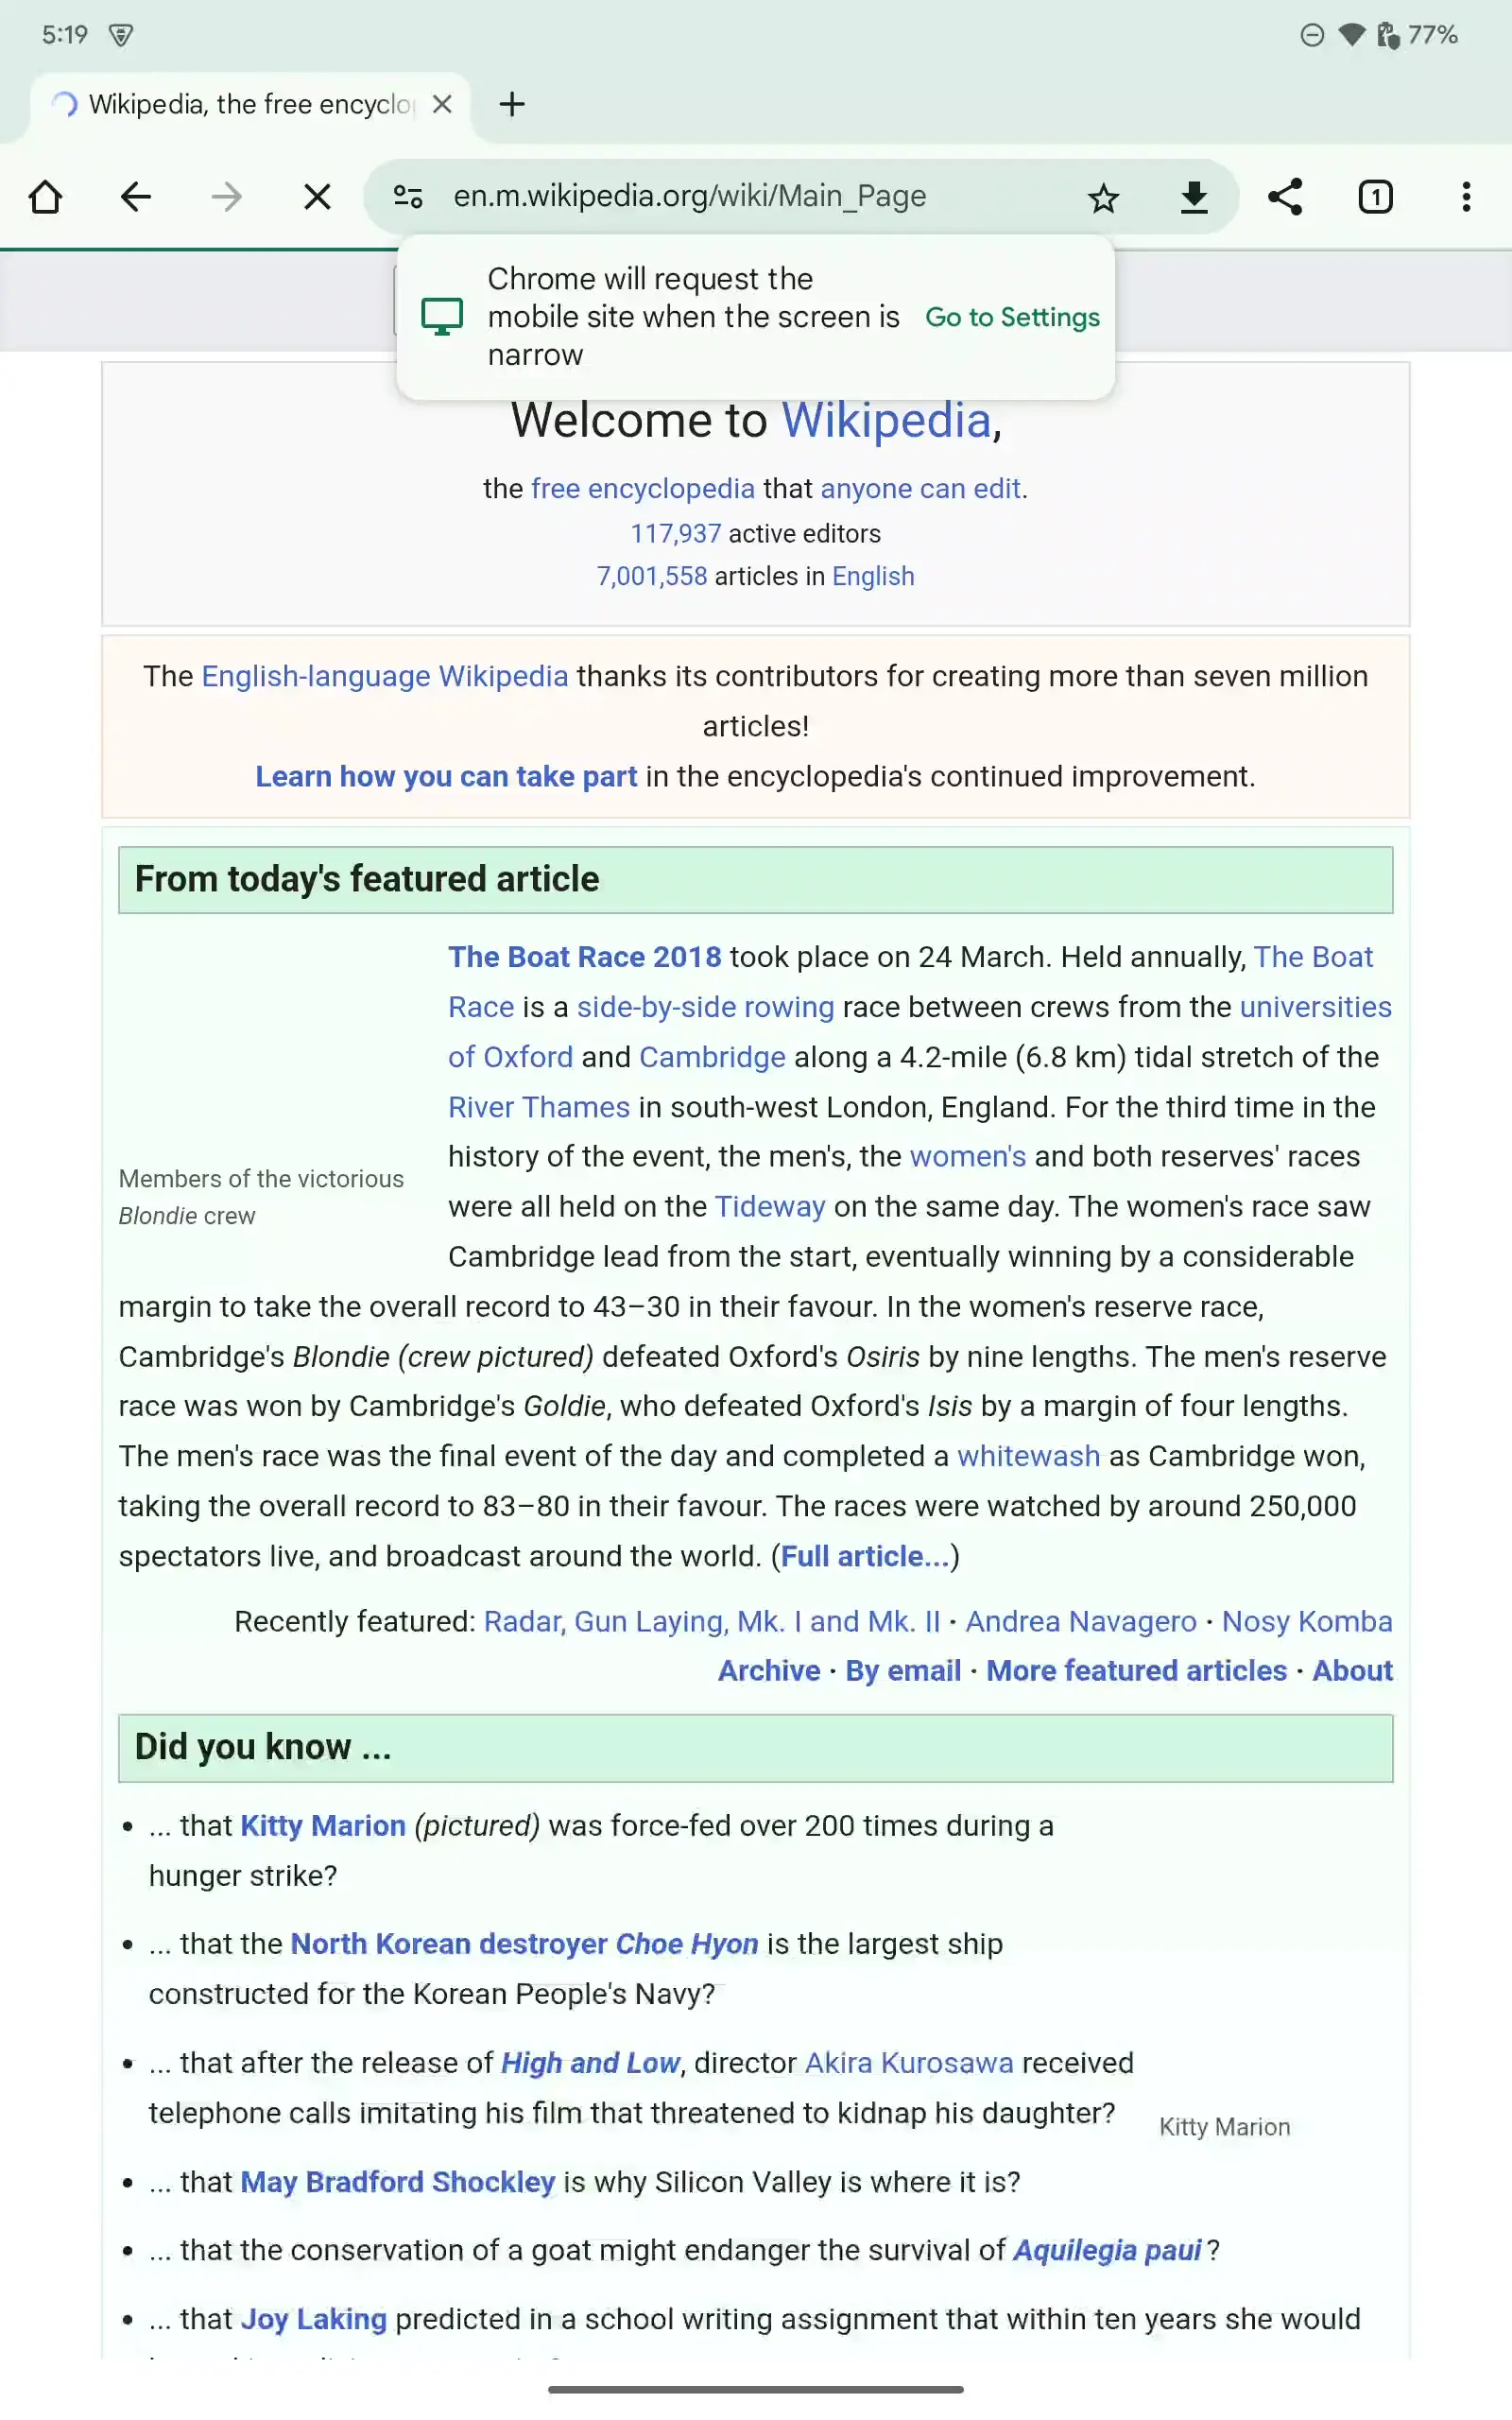 5:19
77%
Wikipedia, the free encyclo
en.m.wikipedia.org/wiki/Main_Page
1
Chrome will request the
mobile site when the screen is
narrow
Go to Settings
Welcome to Wikipedia,
the free encyclopedia that anyone can edit.
117,937 active editors
7,001,558 articles in English
The English-language Wikipedia thanks its contributors for creating more than seven million
articles!
Learn how you can take part in the encyclopedia's continued improvement.
From today's featured article
The Boat Race 2018 took place on 24 March. Held annually, The Boat
Race is a side-by-side rowing race between crews from the universities
of Oxford and Cambridge along a 4.2-mile (6.8 km) tidal stretch of the
River Thames in south-west London, England. For the third time in the
history of the event, the men's, the women's and both reserves' races
were all held on the Tideway on the same day. The women's race saw
Cambridge lead from the start, eventually winning by a considerable
Members of the victorious
Blondie crew
margin to take the overall record to 43–30 in their favour. In the women's reserve race,
Cambridge's Blondie (crew pictured) defeated Oxford's Osiris by nine lengths. The men's reserve
race was won by Cambridge's Goldie, who defeated Oxford's Isis by a margin of four lengths.
The men's race was the final event of the day and completed a whitewash as Cambridge won,
taking the overall record to 83–80 in their favour. The races were watched by around 250,000
spectators live, and broadcast around the world. (Full article...)
Recently featured: Radar, Gun Laying, Mk. I and Mk. II · Andrea Navagero · Nosy Komba
Archive · By email · More featured articles · About
Did you know ...
• ... that Kitty Marion (pictured) was force-fed over 200 times during a
hunger strike?
• ... that the North Korean destroyer Choe Hyon is the largest ship
constructed for the Korean People's Navy?
• ... that after the release of High and Low, director Akira Kurosawa received
telephone calls imitating his film that threatened to kidnap his daughter?
Kitty Marion
• ... that May Bradford Shockley is why Silicon Valley is where it is?
• ... that the conservation of a goat might endanger the survival of Aquilegia paui?
• ... that Joy Laking predicted in a school writing assignment that within ten years she would